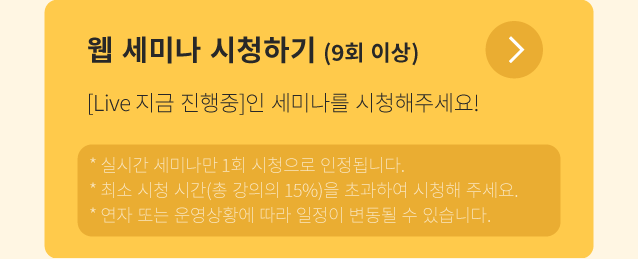 웹 세미나 시청하기 (9회 이상)
[Live 지금 진행중]인 세미나를 시청해주세요!
* 실시간 세미나만 1회 시청으로 인정됩니다.
* 최소 시청 시간(총 강의의 15%)을 초과하여 시청해 주세요.
* 연자 또는 운영상황에 따라 일정이 변동될 수 있습니다.